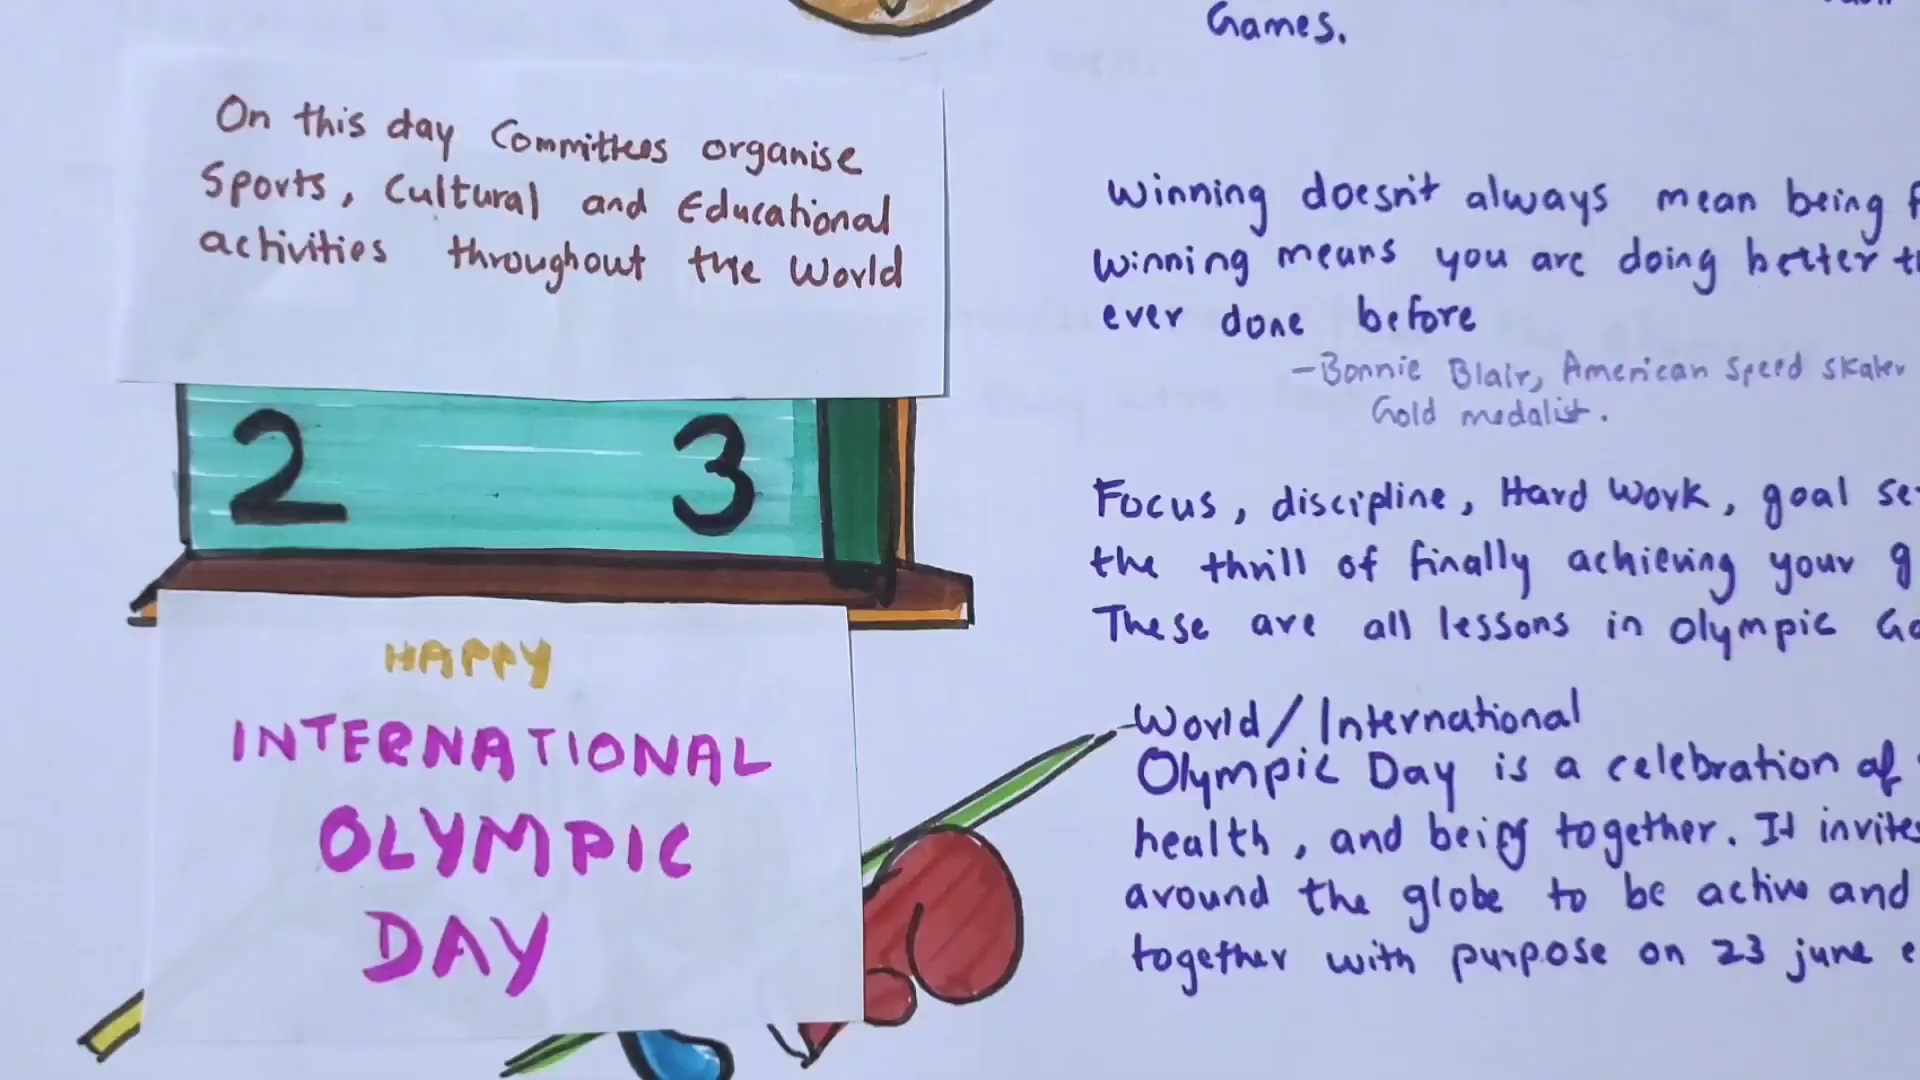 Games.
On this day Committees organise
Sports, Cultural and Educational
activities throughout the World
2 3
HAPPY
INTERNATIONAL
OLYMPIC
DAY
Winning doesn't always mean being
winning means you are doing better
ever done before
-Bonnie Blair, American Speed Skater
Gold medalist.
Focus, discipline, Hard Work, goal
the thrill of finally achieving your
These are all lessons in Olympic
World/International
Olympic Day is a celebration of
health, and being together. It invites
around the globe to be active and
together with purpose on 23 june